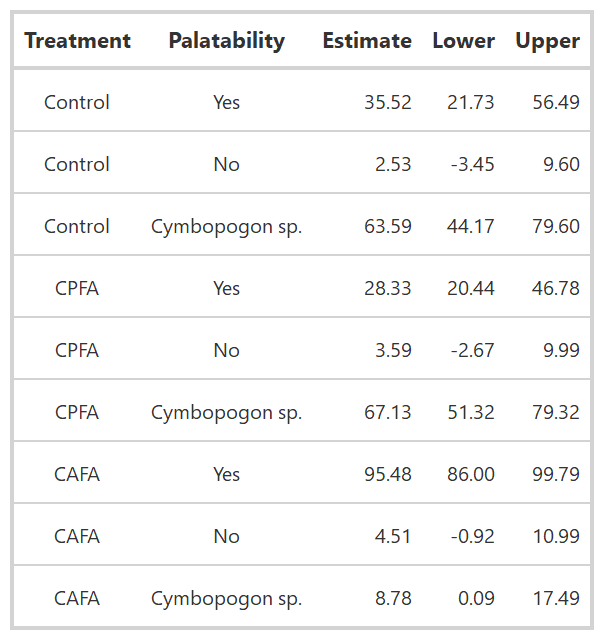 Treatment Palatability Estimate Lower Upper
Control Yes 35.52 21.73 56.49
Control No 2.53 -3.45 9.60
Control Cymbopogon sp. 63.59 44.17 79.60
CPFA Yes 28.33 20.44 46.78
CPFA No 3.59 -2.67 9.99
CPFA Cymbopogon sp. 67.13 51.32 79.32
CAFA Yes 95.48 86.00 99.79
CAFA No 4.51 -0.92 10.99
CAFA Cymbopogon sp. 8.78 0.09 17.49